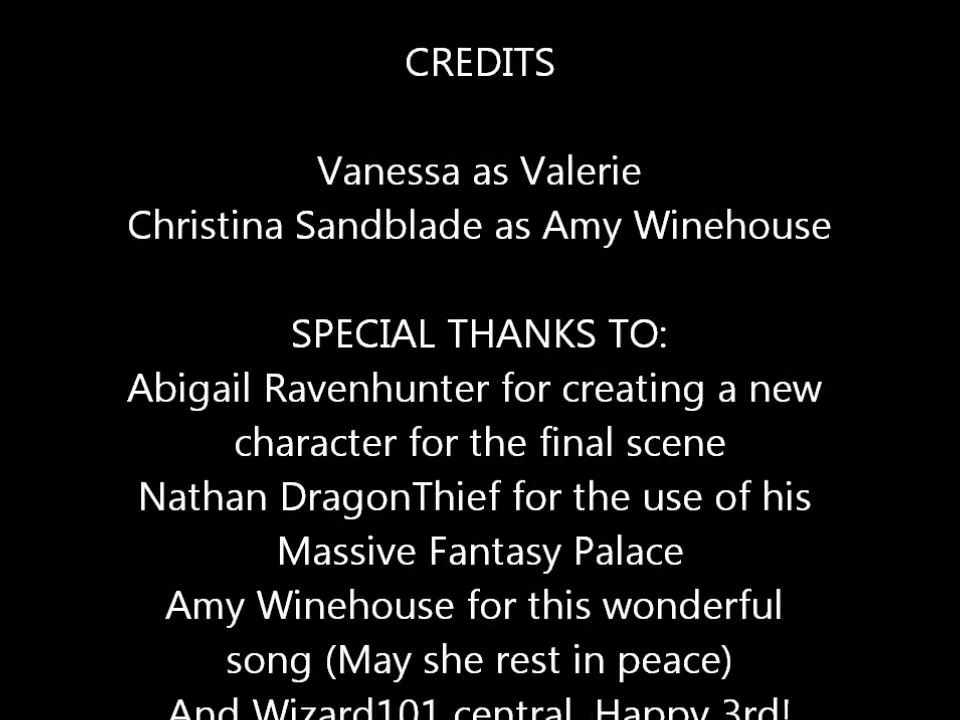 CREDITS
Vanessa as Valerie
Christina Sandblade as Amy Winehouse
SPECIAL THANKS TO:
Abigail Ravenhunter for creating a new
character for the final scene
Nathan DragonThief for the use of his
Massive Fantasy Palace
Amy Winehouse for this wonderful
song (May she rest in peace)
And Wizard101 central. Happy 3rd!